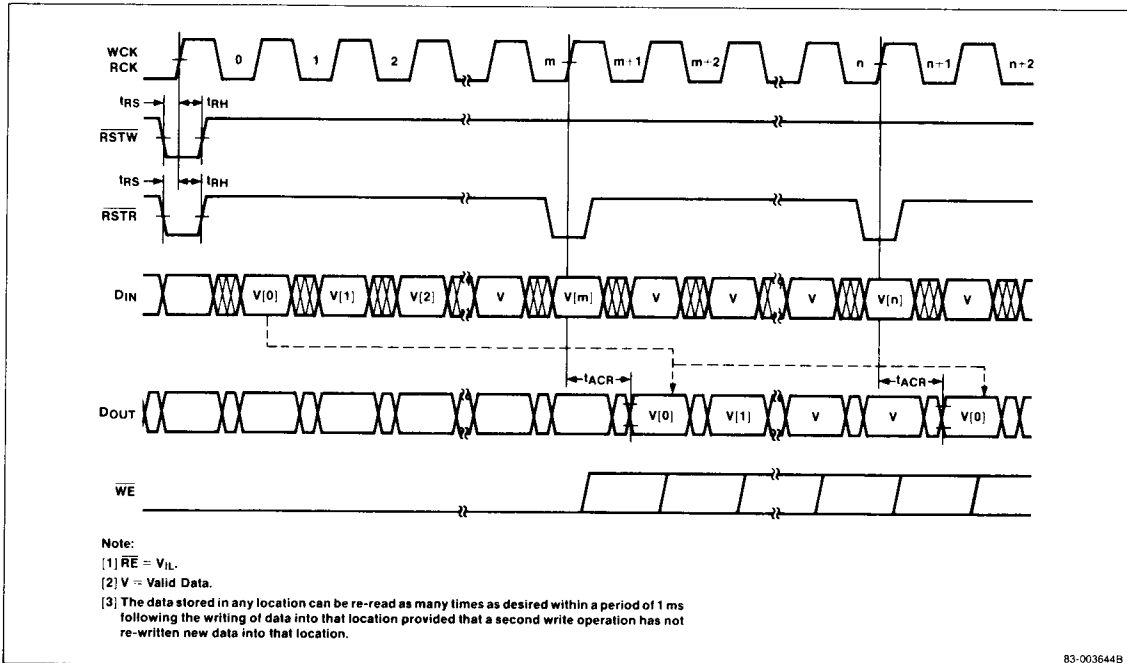 WCK
RCK
0 1 2 m m+1 m+2 n n+1 n+2
tRS tRH
RSTW
tRS tRH
RSTR
DIN V[0] V[1] V[2] V V[m] V V V V[n] V
tACR tACR
DOUT V[0] V[1] V V V[0]
WE
Note:
[1] RE = VIL.
[2] V = Valid Data.
[3] The data stored in any location can be re-read as many times as desired within a period of 1 ms
following the writing of data into that location provided that a second write operation has not
re-written new data into that location.
83-003644B